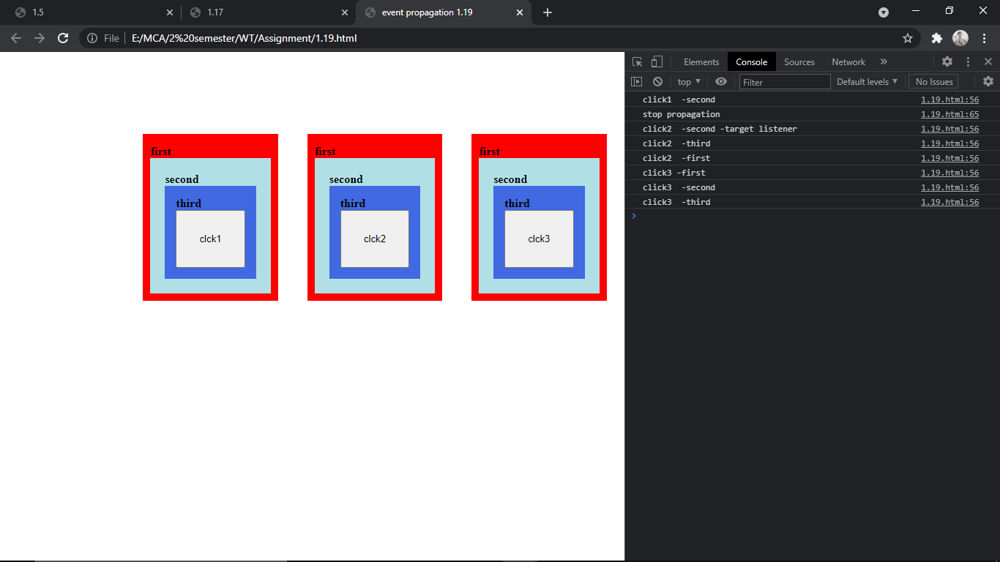 1.5
1.17
event propagation 1.19
File
E:/MCA/2%20semester/WT/Assignment/1.19.html
Elements Console Sources Network »
top Filter Default levels No Issues
click1 -second 1.19.html:56
stop propagation 1.19.html:65
click2 -second -target listener 1.19.html:56
click2 -third 1.19.html:56
click2 -first 1.19.html:56
click3 -first 1.19.html:56
click3 -second 1.19.html:56
click3 -third 1.19.html:56
first
second
third
clck1
first
second
third
clck2
first
second
third
clck3